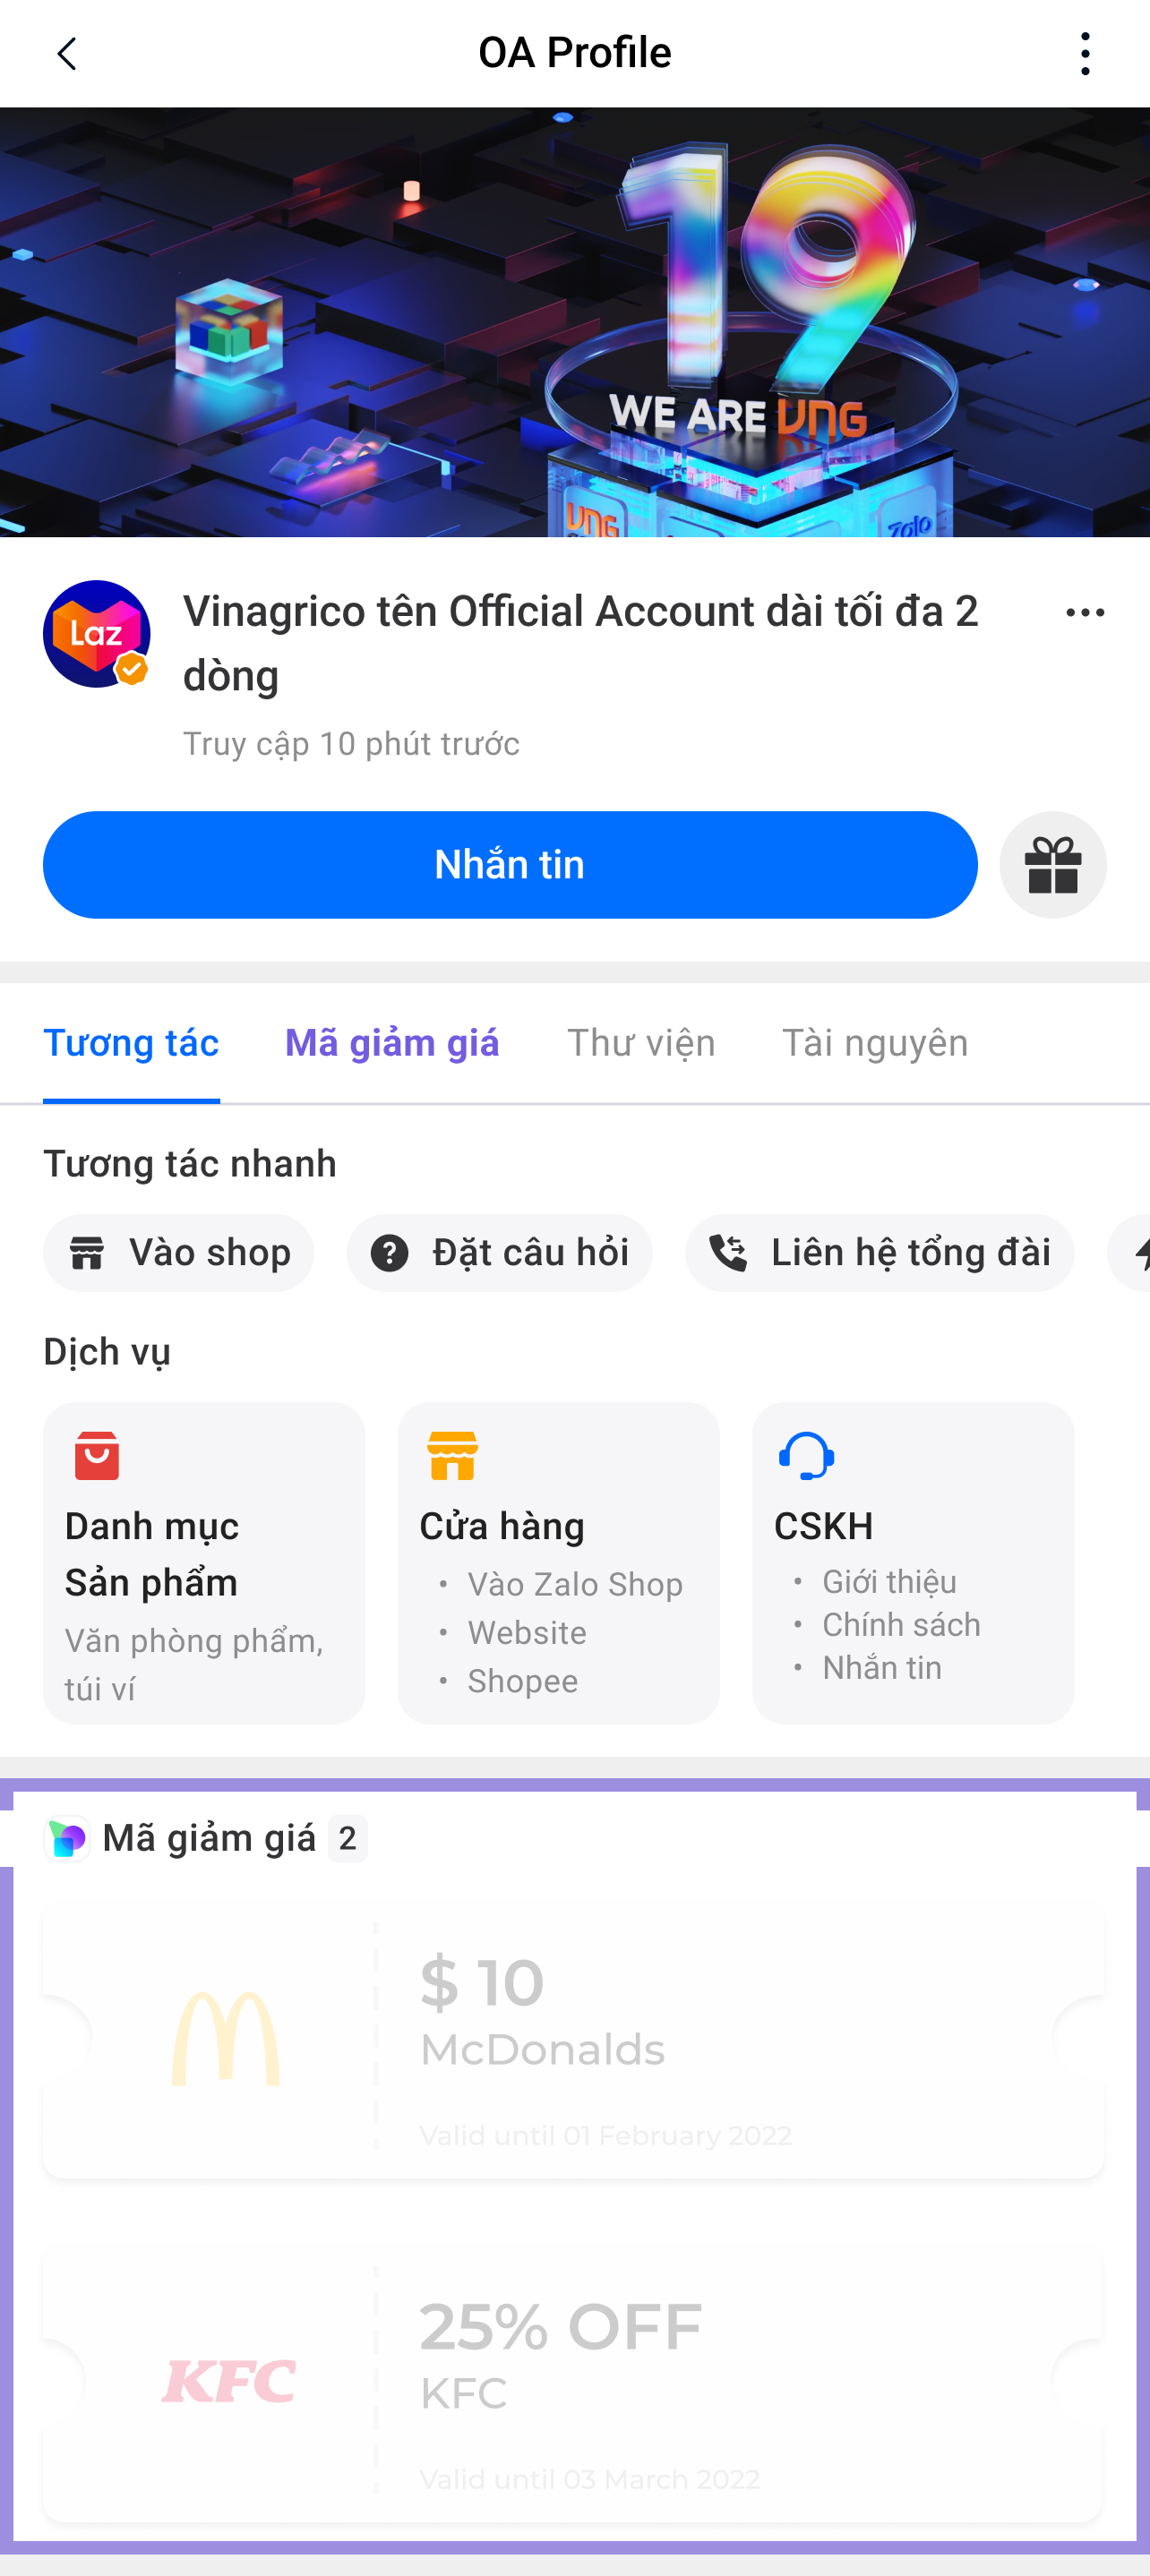 OA Profile
19
WE ARE VNG
VNG
Zalo
Laz
Vinagrico tên Official Account dài tối đa 2
dòng
Truy cập 10 phút trước
Nhắn tin
Tương tác
Mã giảm giá
Thư viện
Tài nguyên
Tương tác nhanh
Vào shop
Đặt câu hỏi
Liên hệ tổng đài
Dịch vụ
Danh mục
Sản phẩm
Văn phòng phẩm,
túi ví
Cửa hàng
• Vào Zalo Shop
• Website
• Shopee
CSKH
• Giới thiệu
• Chính sách
• Nhắn tin
Mã giảm giá 2
$ 10
McDonalds
Valid until 01 February 2022
KFC
25% OFF
KFC
Valid until 03 March 2022